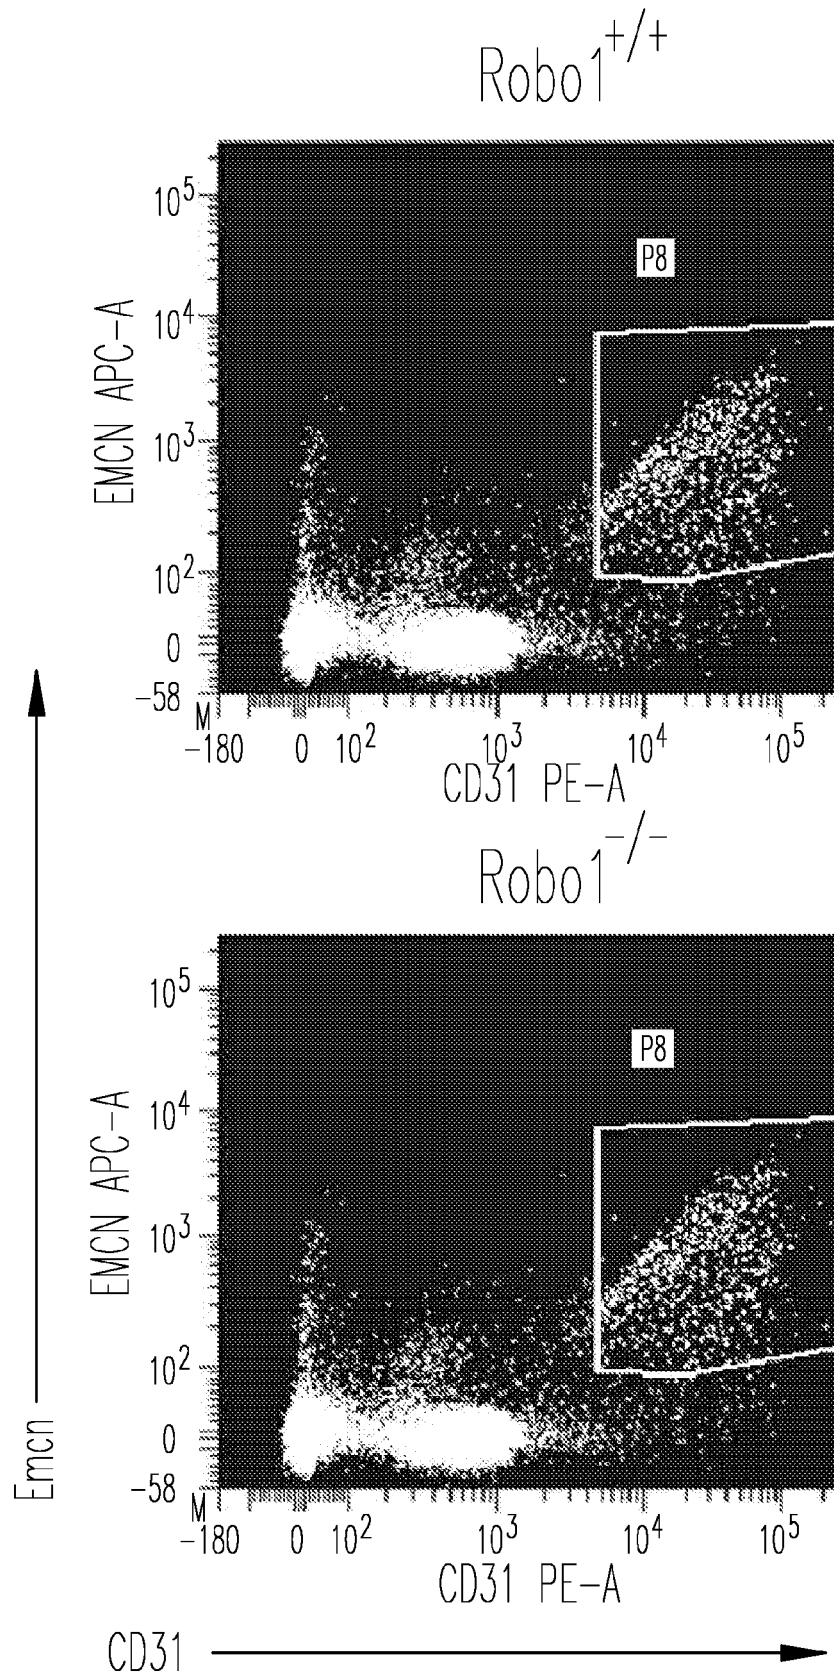 Robo1+/+
10⁵
P8
10⁴
10³
10²
0
-58
EMCN APC-A
M
-180 0 10² 10³ 10⁴ 10⁵
CD31 PE-A
Robo1-/-
10⁵
P8
10⁴
10³
10²
0
-58
EMCN APC-A
M
-180 0 10² 10³ 10⁴ 10⁵
CD31 PE-A
Emcn
CD31